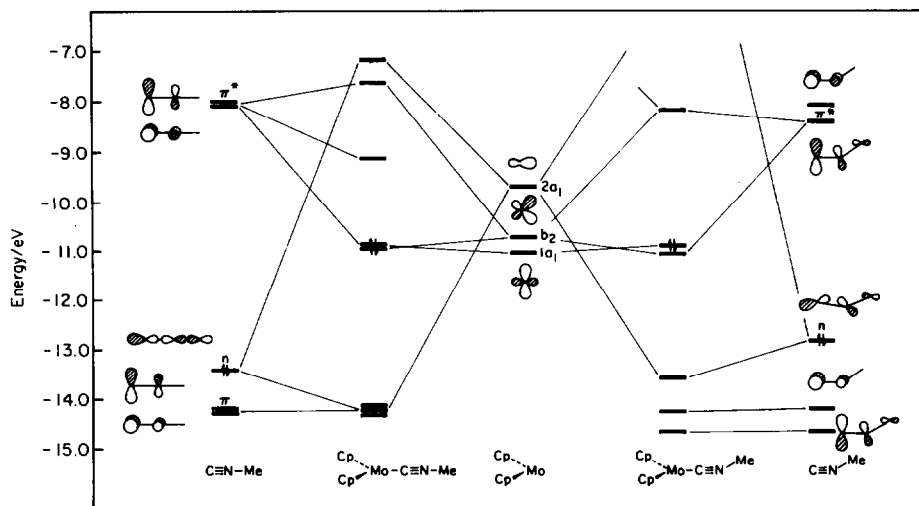 Energy/eV
-7.0
-8.0
-9.0
-10.0
-11.0
-12.0
-13.0
-14.0
-15.0
π*
n
π
2a₁
b₂
1a₁
π*
n
C≡N-Me
Cp
Cp
Mo-C≡N-Me
Cp
Cp
Mo
Cp
Cp
Mo-C≡N
Me
C≡N
Me